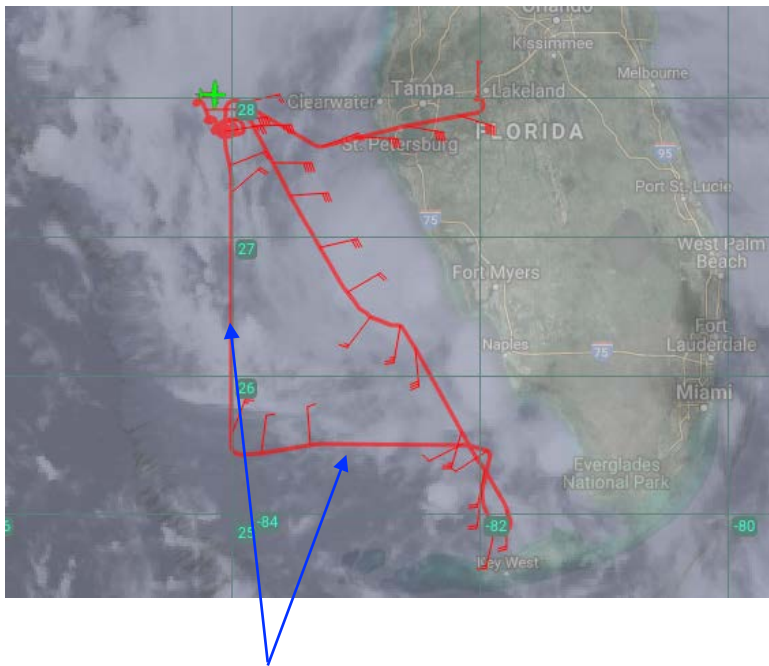 Orlando
Kissimmee
Melbourne
Clearwater
Tampa
Lakeland
28
FLORIDA
St. Petersburg
95
Port St. Lucie
75
27
West Palm
Beach
Fort Myers
Fort
Lauderdale
Naples
75
26
Miami
Everglades
National Park
25
-84
-82
-80
Key West